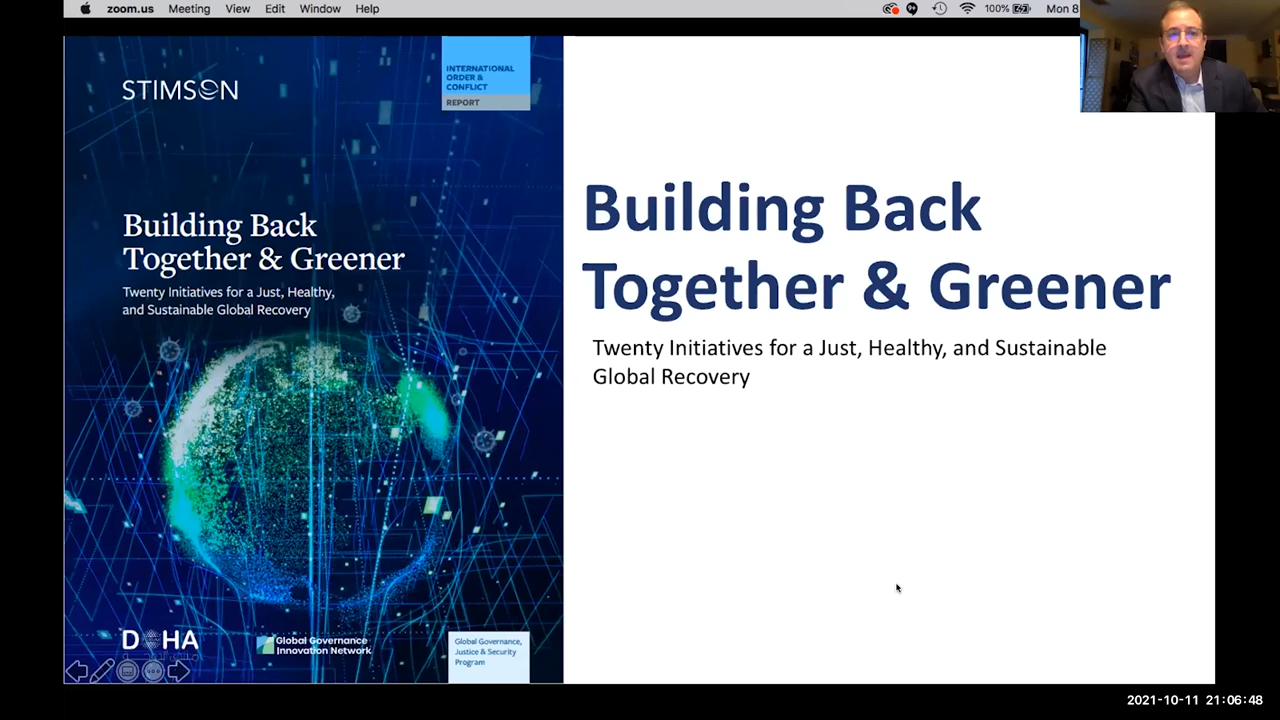 zoom.us Meeting View Edit Window Help 100% Mon 8
STIMSON
INTERNATIONAL
ORDER &
CONFLICT
REPORT
Building Back
Together & Greener
Twenty Initiatives for a Just, Healthy,
and Sustainable Global Recovery
DOHA
Global Governance
Innovation Network
Global Governance,
Justice & Security
Program
Building Back
Together & Greener
Twenty Initiatives for a Just, Healthy, and Sustainable
Global Recovery
2021-10-11 21:06:48